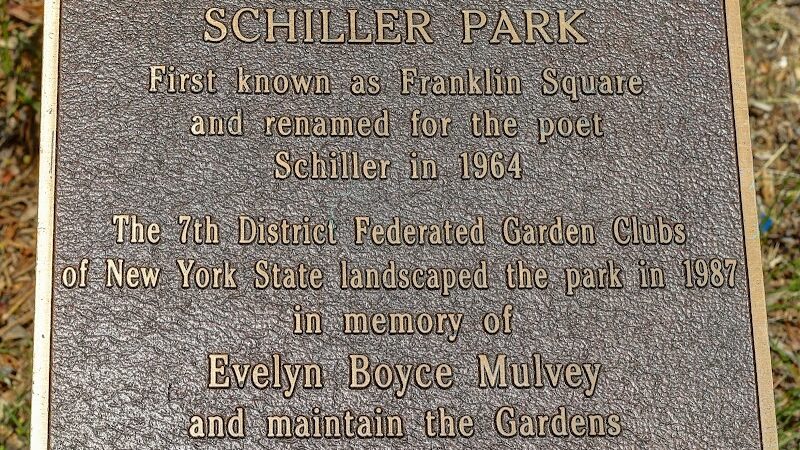 SCHILLER PARK
First known as Franklin Square
and renamed for the poet
Schiller in 1964
The 7th District Federated Garden Clubs
of New York State landscaped the park in 1987
in memory of
Evelyn Boyce Mulvey
and maintain the Gardens